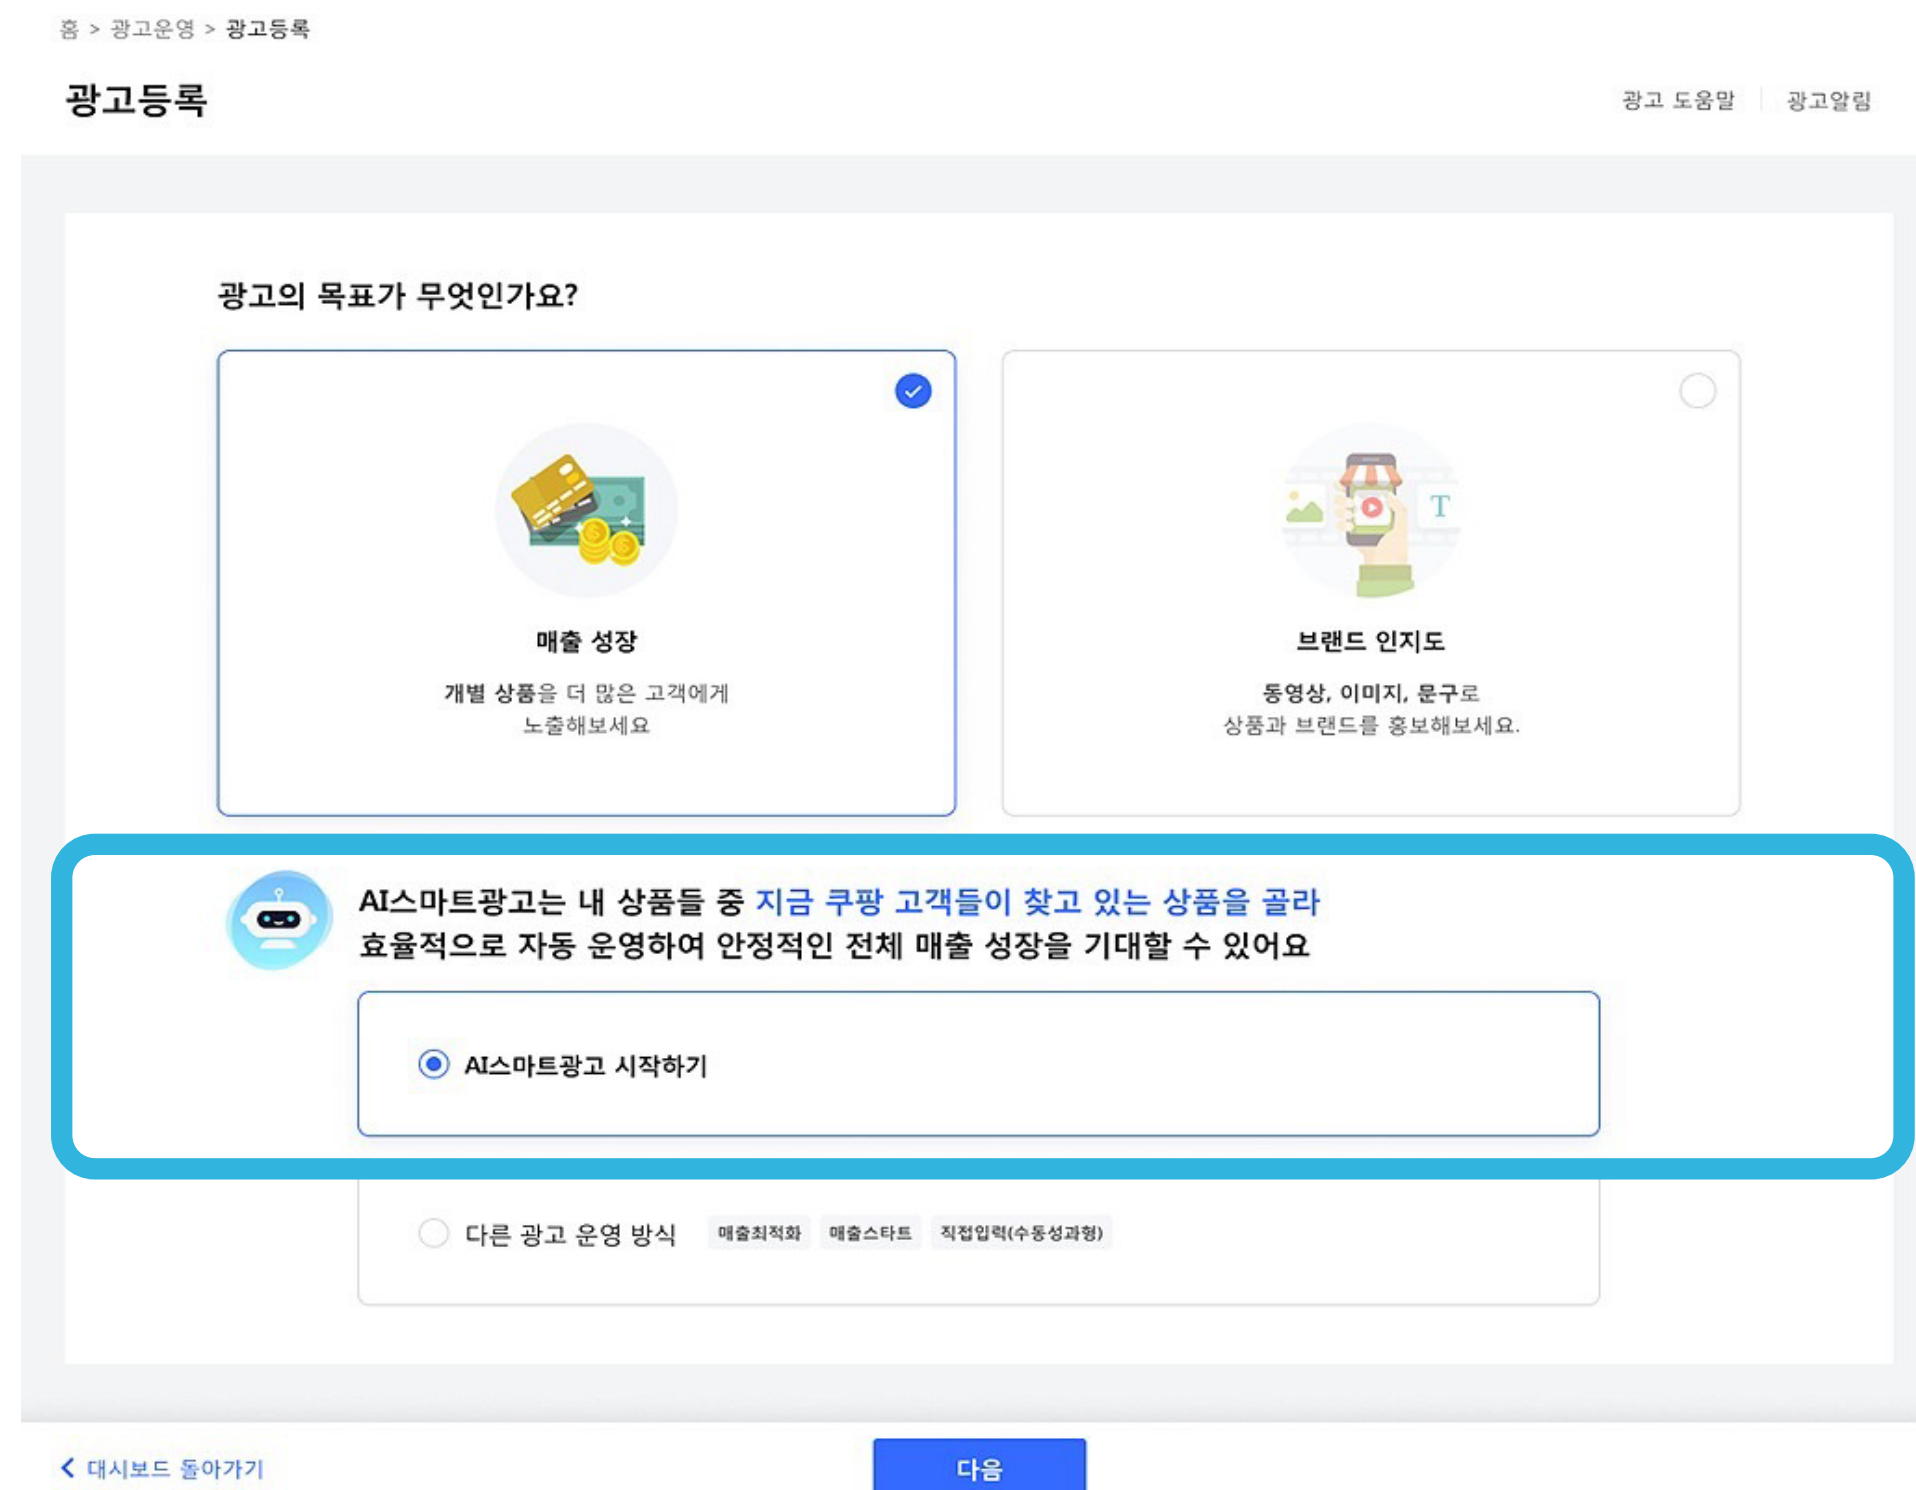 홈 > 광고운영 > 광고등록
광고등록
광고 도움말
광고알림
광고의 목표가 무엇인가요?
매출 성장
개별 상품을 더 많은 고객에게
노출해보세요
T
브랜드 인지도
동영상, 이미지, 문구로
상품과 브랜드를 홍보해보세요.
AI스마트광고는 내 상품들 중 지금 쿠팡 고객들이 찾고 있는 상품을 골라
효율적으로 자동 운영하여 안정적인 전체 매출 성장을 기대할 수 있어요
AI스마트광고 시작하기
다른 광고 운영 방식 매출최적화 매출스타트 직접입력(수동성과형)
대시보드 돌아가기
다음